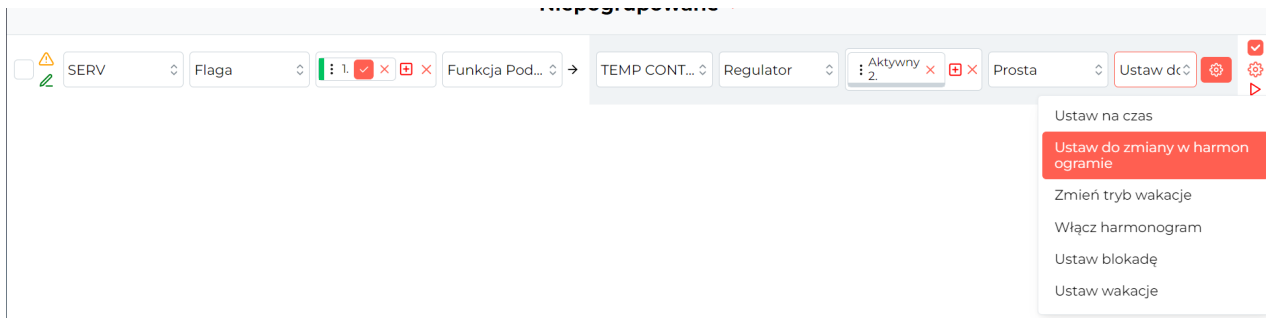 Niepogrupowane
SERV
Flaga
1.
Funkcja Pod...
TEMP CONT...
Regulator
Aktywny
2.
Prosta
Ustaw do
Ustaw na czas
Ustaw do zmiany w harmon
ogramie
Zmień tryb wakacje
Włącz harmonogram
Ustaw blokadę
Ustaw wakacje